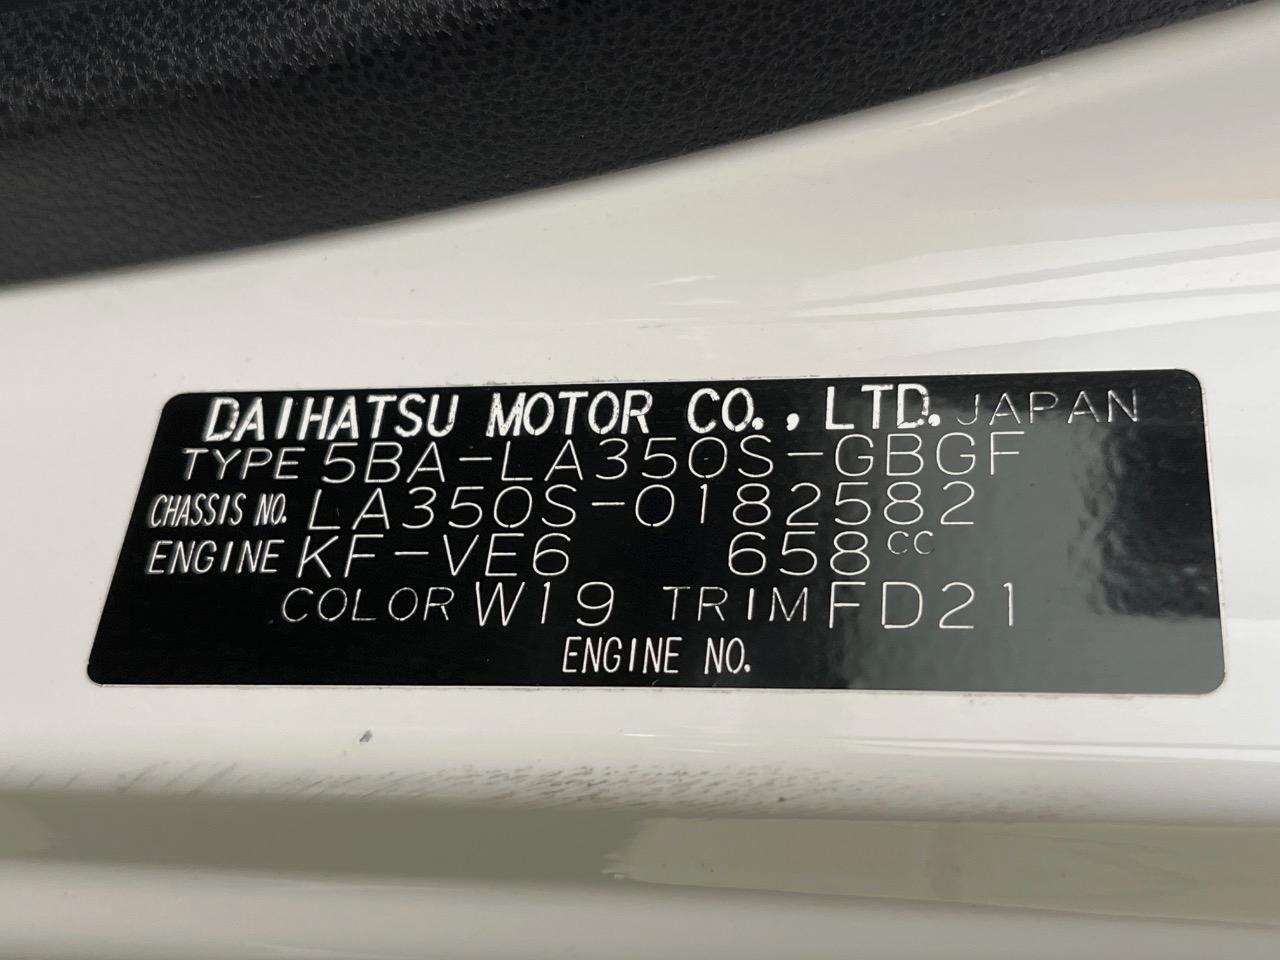 DAIHATSU MOTOR CO., LTD. JAPAN
TYPE 5BA-LA350S-GBGF
CHASSIS NO. LA350S-0182582
ENGINE KF-VE6 658cc
COLOR W19 TRIM FD21
ENGINE NO.